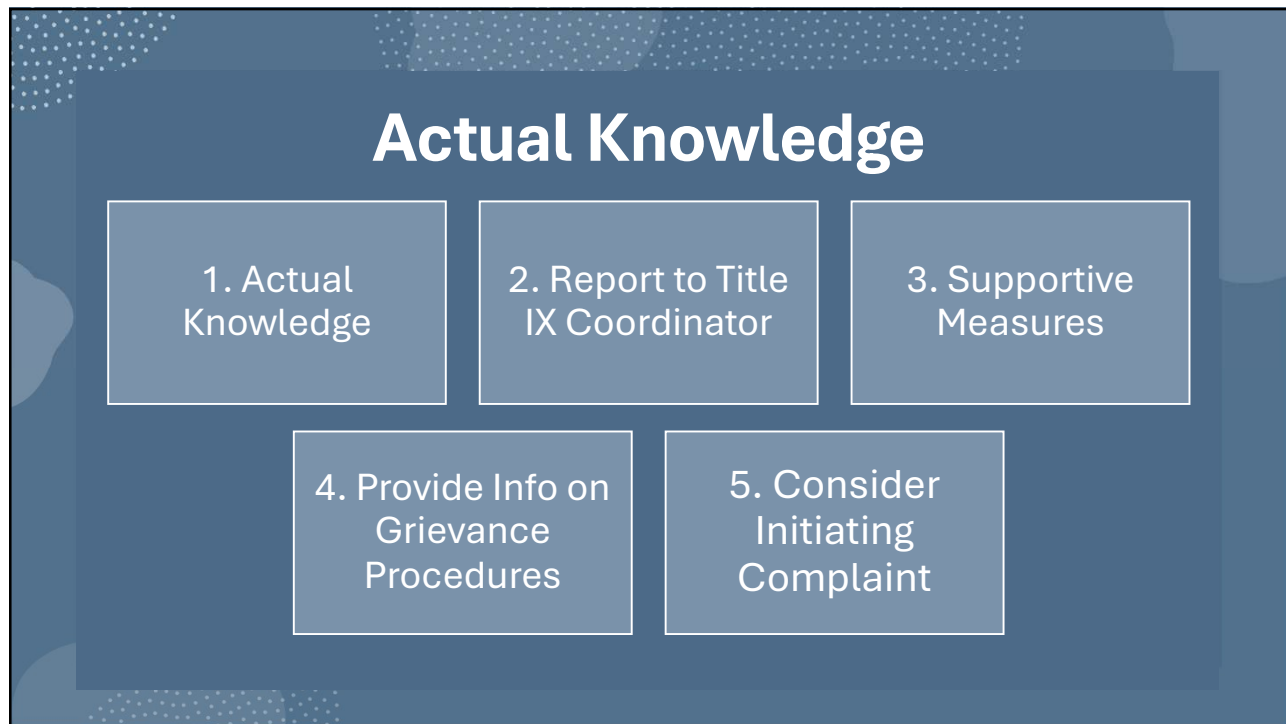 Actual Knowledge
1. Actual
Knowledge
2. Report to Title
IX Coordinator
3. Supportive
Measures
4. Provide Info on
Grievance
Procedures
5. Consider
Initiating
Complaint